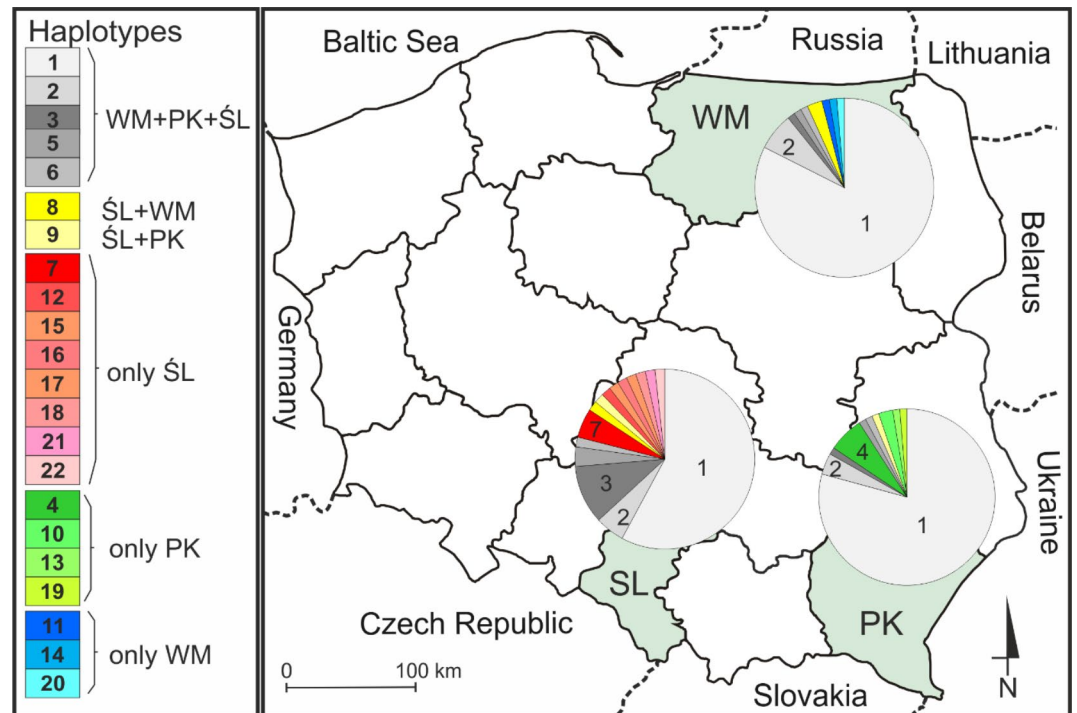 Haplotypes
1
2
3
5
6
WM+PK+ŚL
8
9
ŚL+WM
ŚL+PK
7
12
15
16
17
18
21
22
only ŚL
4
10
13
19
only PK
11
14
20
only WM
Baltic Sea
Russia
Lithuania
WM
2
1
Belarus
Germany
7
3
2
1
4
2
1
Ukraine
SL
PK
Czech Republic
Slovakia
0
100 km
N